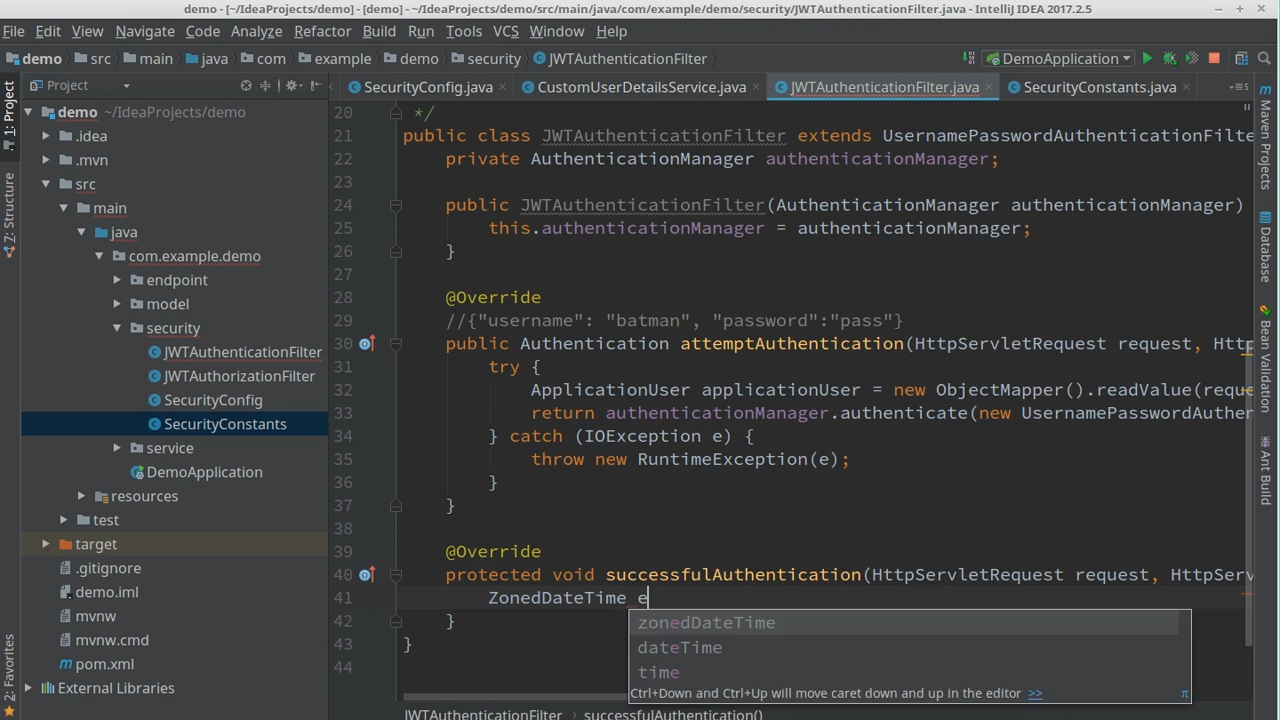 demo - [~/IdeaProjects/demo] - [demo] - ~/IdeaProjects/demo/src/main/java/com/example/demo/security/JWTAuthenticationFilter.java - IntelliJ IDEA 2017.2.5
File Edit View Navigate Code Analyze Refactor Build Run Tools VCS Window Help
demo src main java com example demo security JWTAuthenticationFilter DemoApplication
Project
SecurityConfig.java CustomUserDetailsService.java JWTAuthenticationFilter.java SecurityConstants.java
1: Project
7: Structure
2: Favorites
demo ~/IdeaProjects/demo
.idea
.mvn
src
main
java
com.example.demo
endpoint
model
security
JWTAuthenticationFilter
JWTAuthorizationFilter
SecurityConfig
SecurityConstants
service
DemoApplication
resources
test
target
.gitignore
demo.iml
mvnw
mvnw.cmd
pom.xml
External Libraries
20 */
21 public class JWTAuthenticationFilter extends UsernamePasswordAuthenticationFilte
22 private AuthenticationManager authenticationManager;
23
24 public JWTAuthenticationFilter(AuthenticationManager authenticationManager)
25 this.authenticationManager = authenticationManager;
26 }
27
28 @Override
29 //{"username": "batman", "password":"pass"}
30 public Authentication attemptAuthentication(HttpServletRequest request, Http
31 try {
32 ApplicationUser applicationUser = new ObjectMapper().readValue(reque
33 return authenticationManager.authenticate(new UsernamePasswordAuthen
34 } catch (IOException e) {
35 throw new RuntimeException(e);
36 }
37 }
38
39 @Override
40 protected void successfulAuthentication(HttpServletRequest request, HttpServ
41 ZonedDateTime e
42 }
43 }
44
zonedDateTime
dateTime
time
Ctrl+Down and Ctrl+Up will move caret down and up in the editor >> π
JWTAuthenticationFilter successfulAuthentication()
Maven Projects
Database
Bean Validation
Ant Build